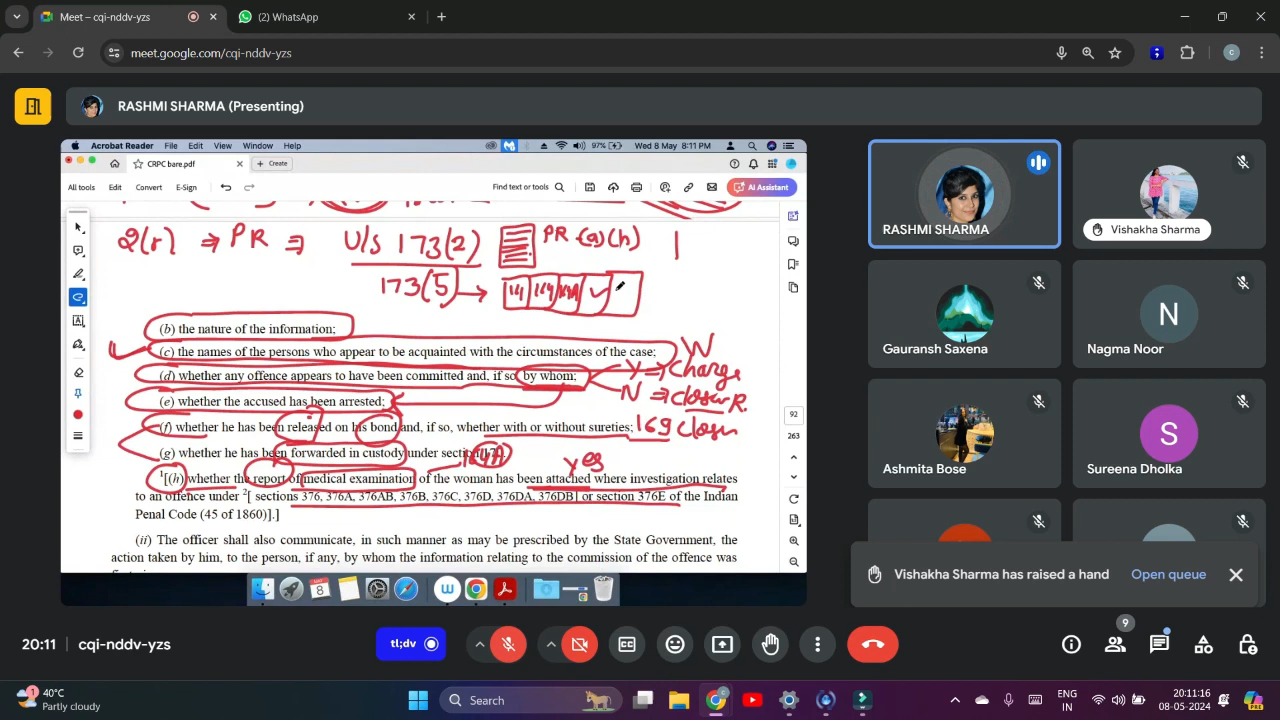 Meet – cqi-nddv-yzs
(2) WhatsApp
meet.google.com/cqi-nddv-yzs
RASHMI SHARMA (Presenting)
Acrobat Reader File Edit View Window Help 97% Wed 8 May 8:11 PM
CRPC bare.pdf + Create
All tools Edit Convert E-Sign Find text or tools AI Assistant
2(r) ⇒ PR ⇒ U/S 173(2) PR (a)(h)
173(5) →
(b) the nature of the information;
(c) the names of the persons who appear to be acquainted with the circumstances of the case; W
(d) whether any offence appears to have been committed and, if so, by whom; Y ⇒ Charge
N ⇒ closer R.
(e) whether the accused has been arrested;
(f) whether he has been released on his bond and, if so, whether with or without sureties; 169 Closer
(g) whether he has been forwarded in custody under section 170.
164A yes
1[(h) whether the report of medical examination of the woman has been attached where investigation relates
to an offence under 2[ sections 376, 376A, 376AB, 376B, 376C, 376D, 376DA, 376DB] or section 376E of the Indian
Penal Code (45 of 1860)].]
(ii) The officer shall also communicate, in such manner as may be prescribed by the State Government, the
action taken by him, to the person, if any, by whom the information relating to the commission of the offence was
92
263
RASHMI SHARMA
Vishakha Sharma
Gauransh Saxena
Nagma Noor
N
Ashmita Bose
Sureena Dholka
S
Vishakha Sharma has raised a hand Open queue
20:11 cqi-nddv-yzs
tl;dv
9
40°C
Partly cloudy
Search
ENG
IN
20:11:16
08-05-2024